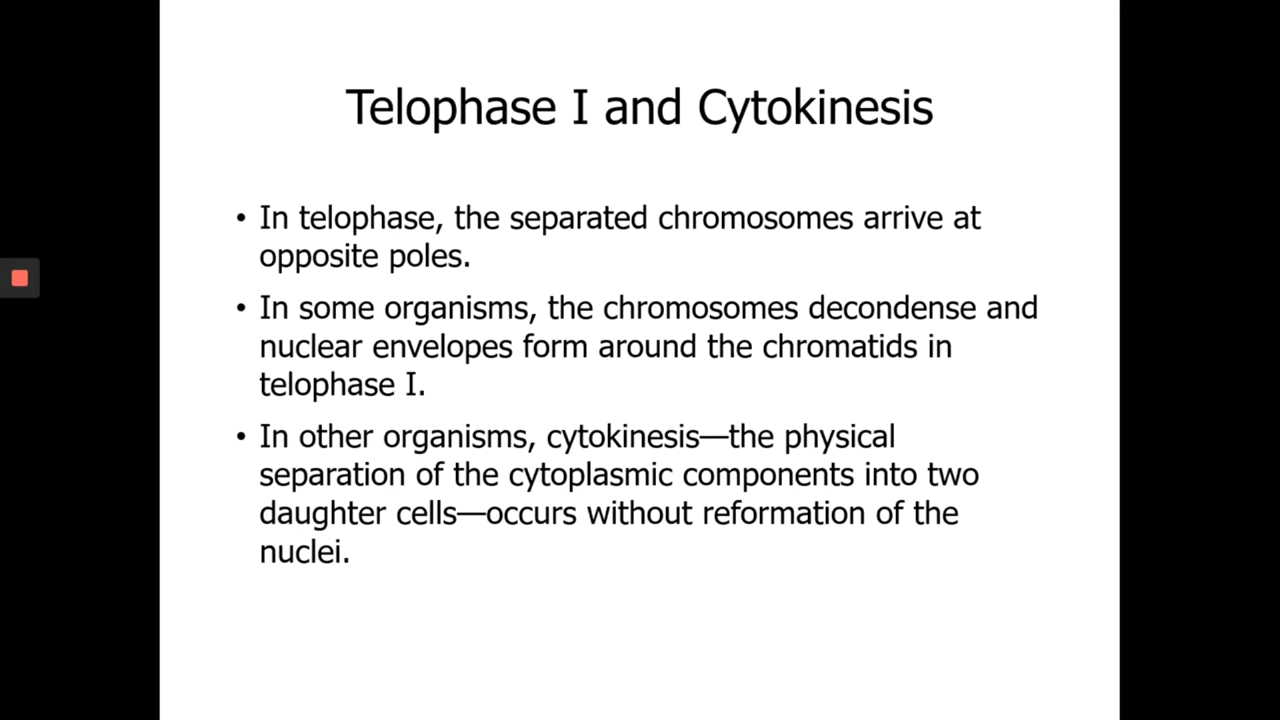 Telophase I and Cytokinesis
• In telophase, the separated chromosomes arrive at
opposite poles.
• In some organisms, the chromosomes decondense and
nuclear envelopes form around the chromatids in
telophase I.
• In other organisms, cytokinesis—the physical
separation of the cytoplasmic components into two
daughter cells—occurs without reformation of the
nuclei.